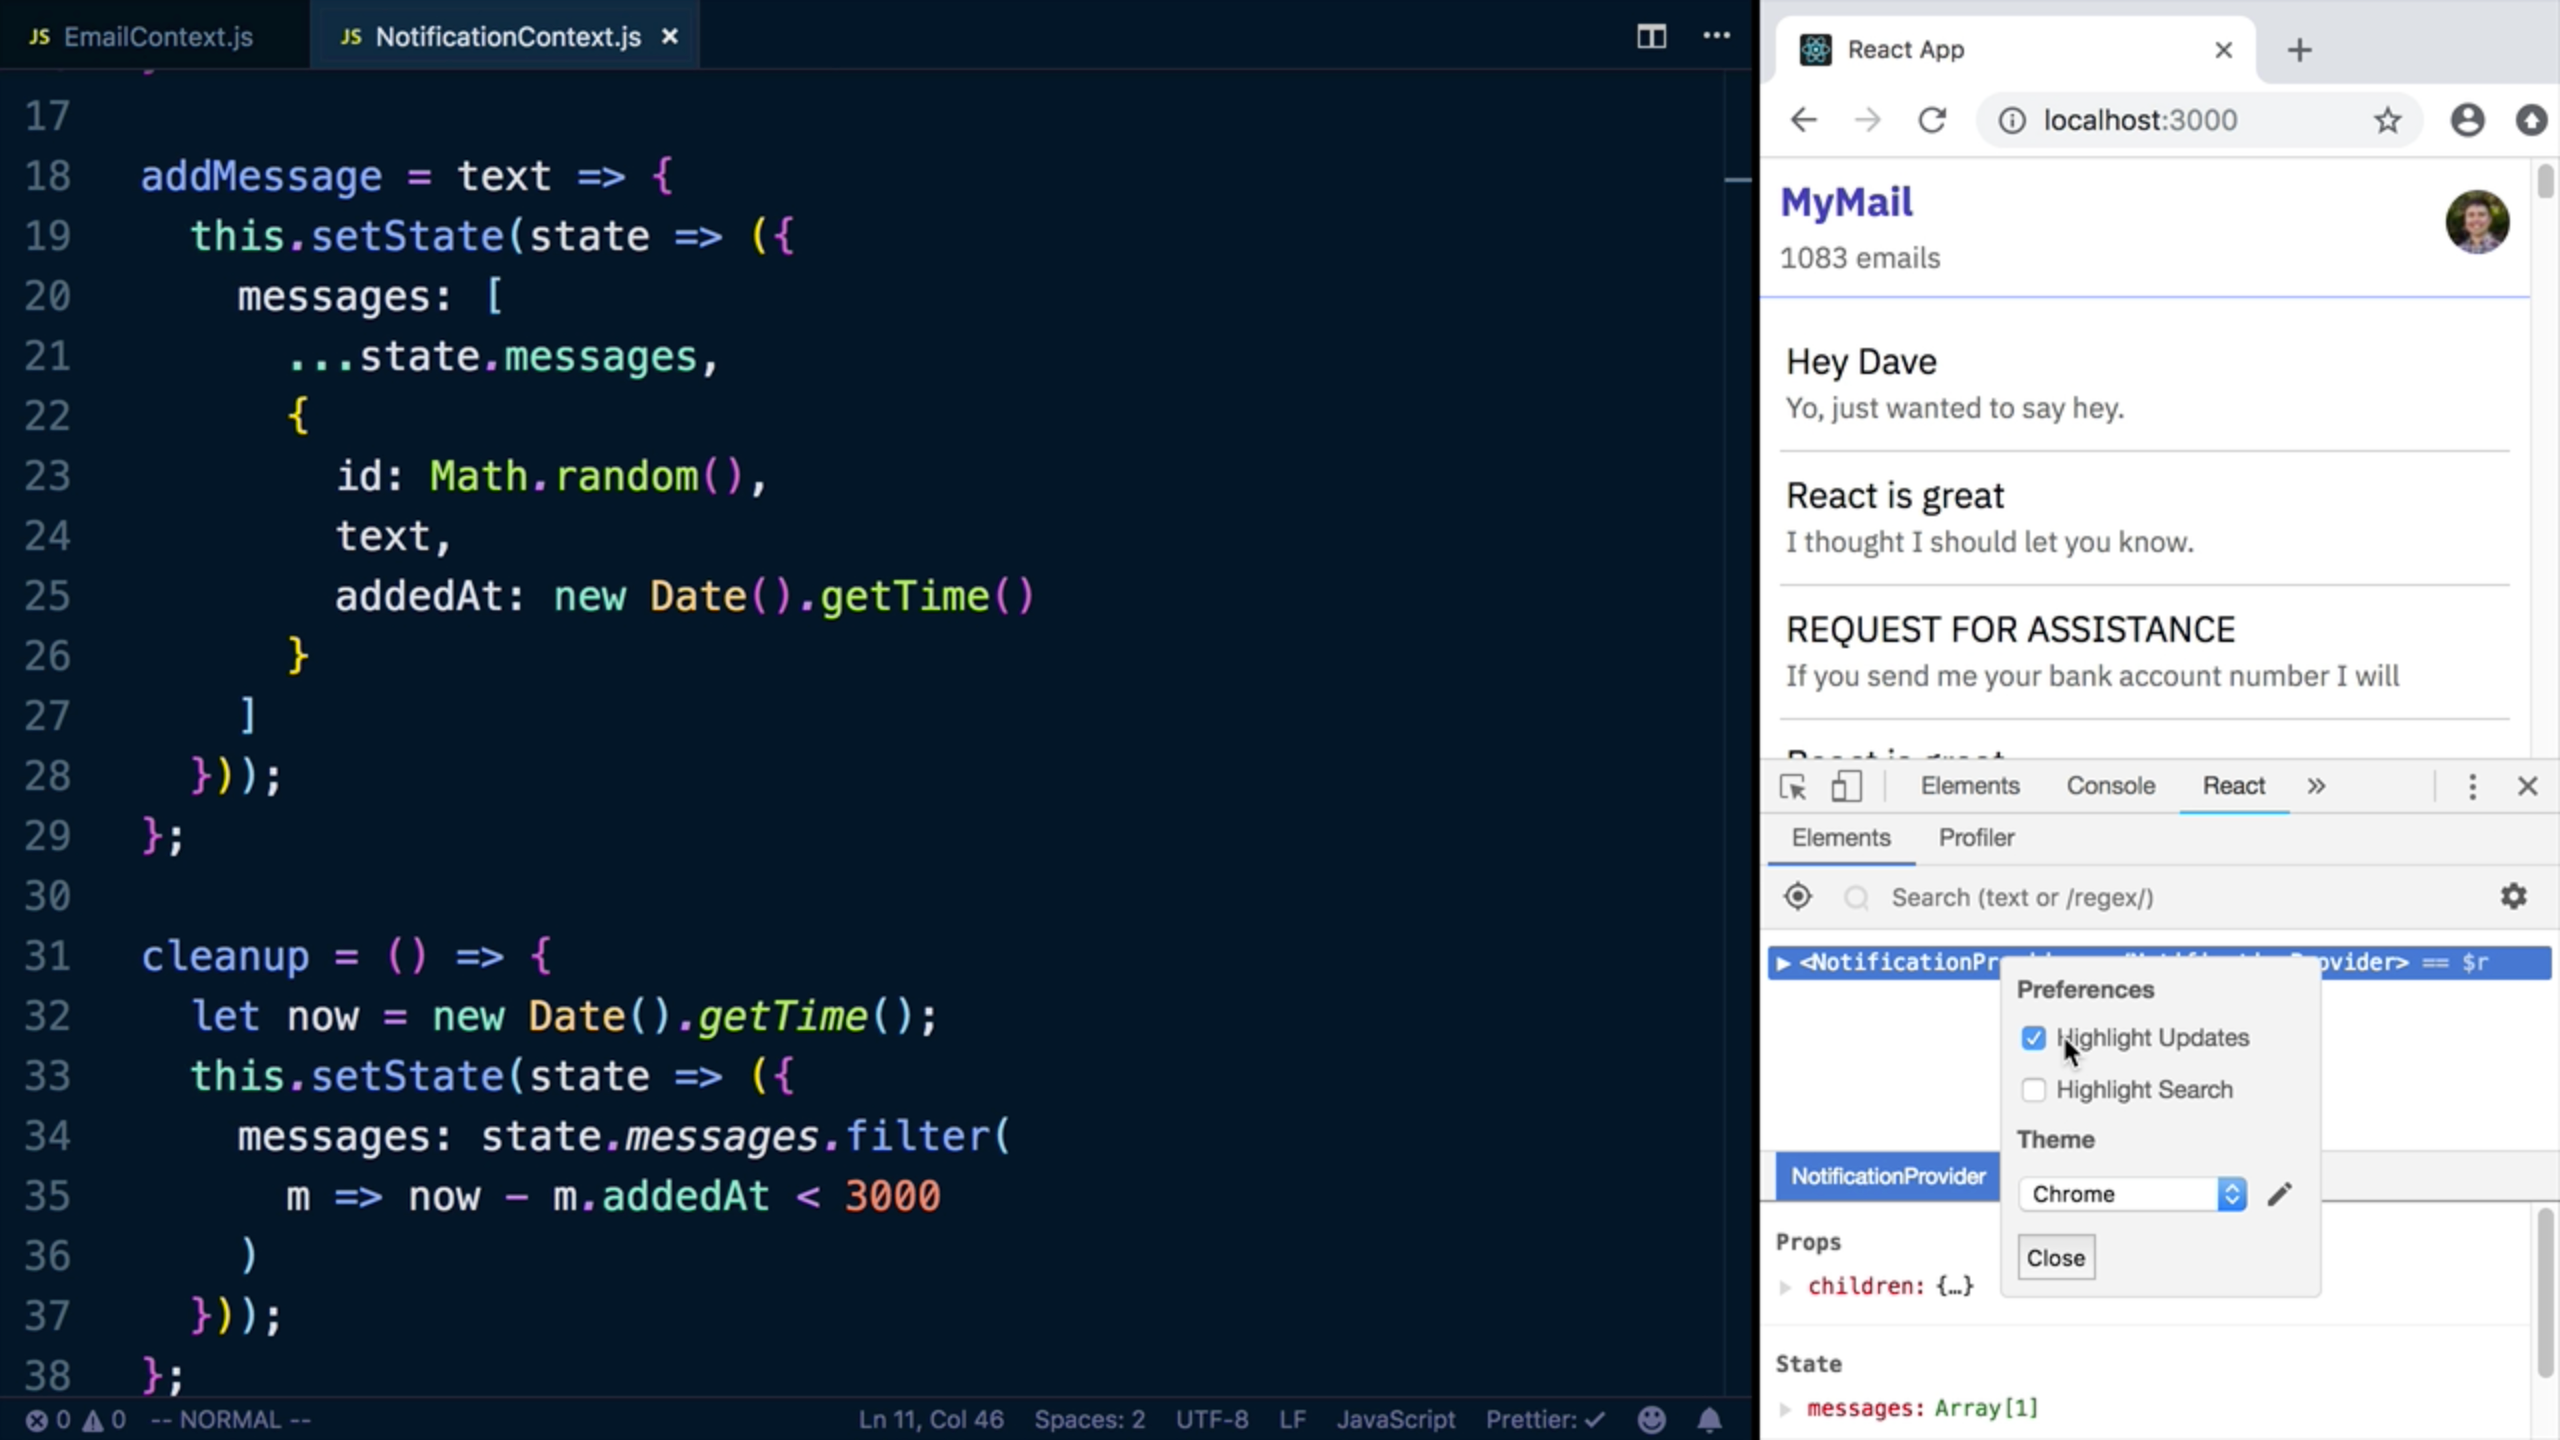 JS EmailContext.js
JS NotificationContext.js ×
17
18 addMessage = text => {
19 this.setState(state => ({
20 messages: [
21 ...state.messages,
22 {
23 id: Math.random(),
24 text,
25 addedAt: new Date().getTime()
26 }
27 ]
28 }));
29 };
30
31 cleanup = () => {
32 let now = new Date().getTime();
33 this.setState(state => ({
34 messages: state.messages.filter(
35 m => now - m.addedAt < 3000
36 )
37 }));
38 };
0 0 -- NORMAL --
Ln 11, Col 46 Spaces: 2 UTF-8 LF JavaScript Prettier: ✓
React App
localhost:3000
MyMail
1083 emails
Hey Dave
Yo, just wanted to say hey.
React is great
I thought I should let you know.
REQUEST FOR ASSISTANCE
If you send me your bank account number I will
React is great
Elements Console React »
Elements Profiler
Search (text or /regex/)
▶ <NotificationPr ovider> == $r
Preferences
Highlight Updates
Highlight Search
Theme
Chrome
Close
NotificationProvider
Props
▶ children: {…}
State
▶ messages: Array[1]